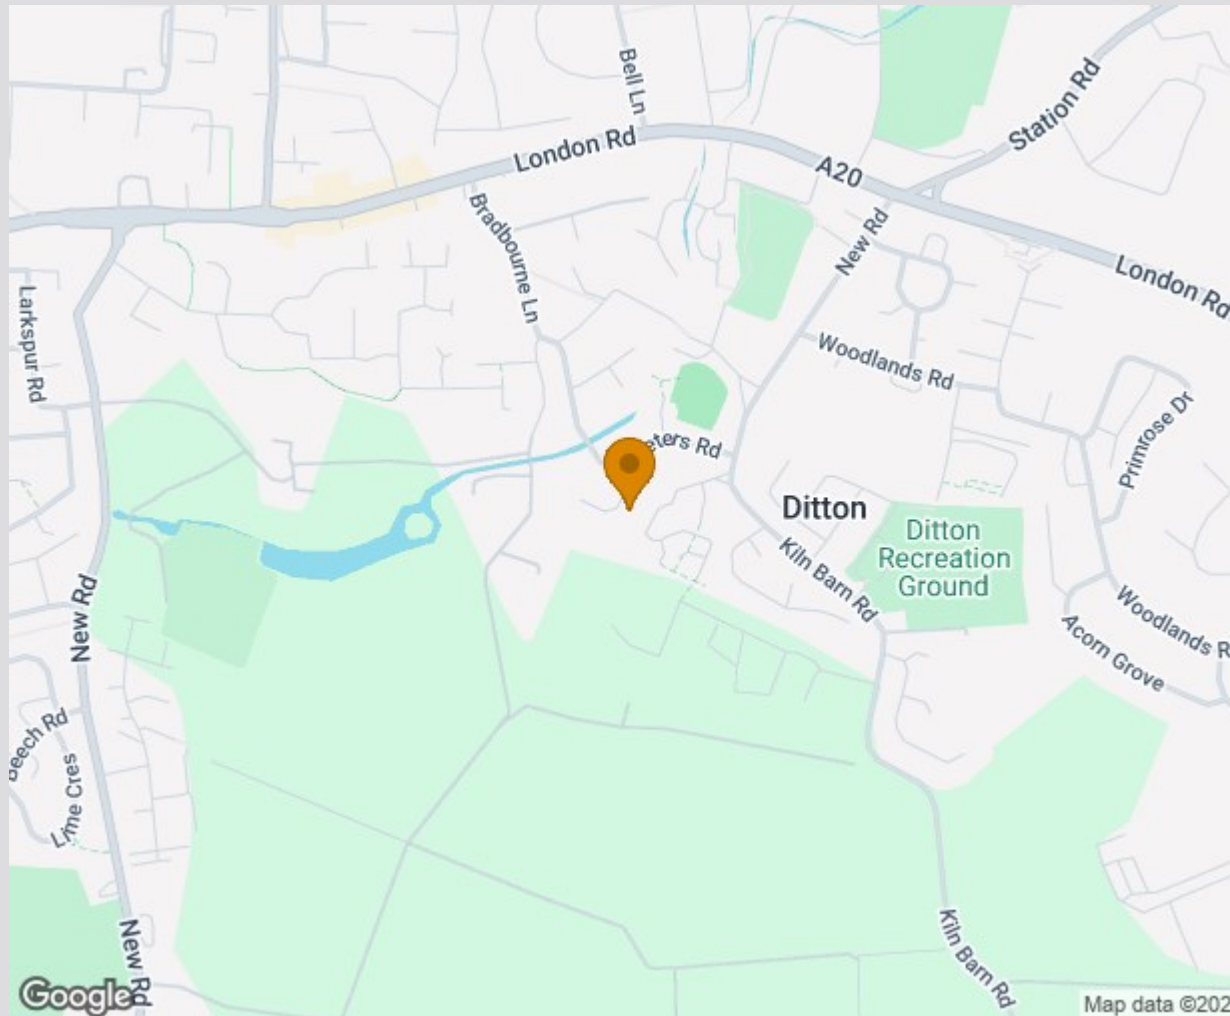 Bell Ln
Station Rd
London Rd
A20
Bradbourne Ln
New Rd
London Rd
Larkspur Rd
Woodlands Rd
Primrose Dr
eters Rd
Ditton
Ditton
Recreation
Ground
Kiln Barn Rd
New Rd
Woodlands R
Acorn Grove
Beech Rd
Lime Cres
New Rd
Kiln Barn Rd
Google
Map data ©202